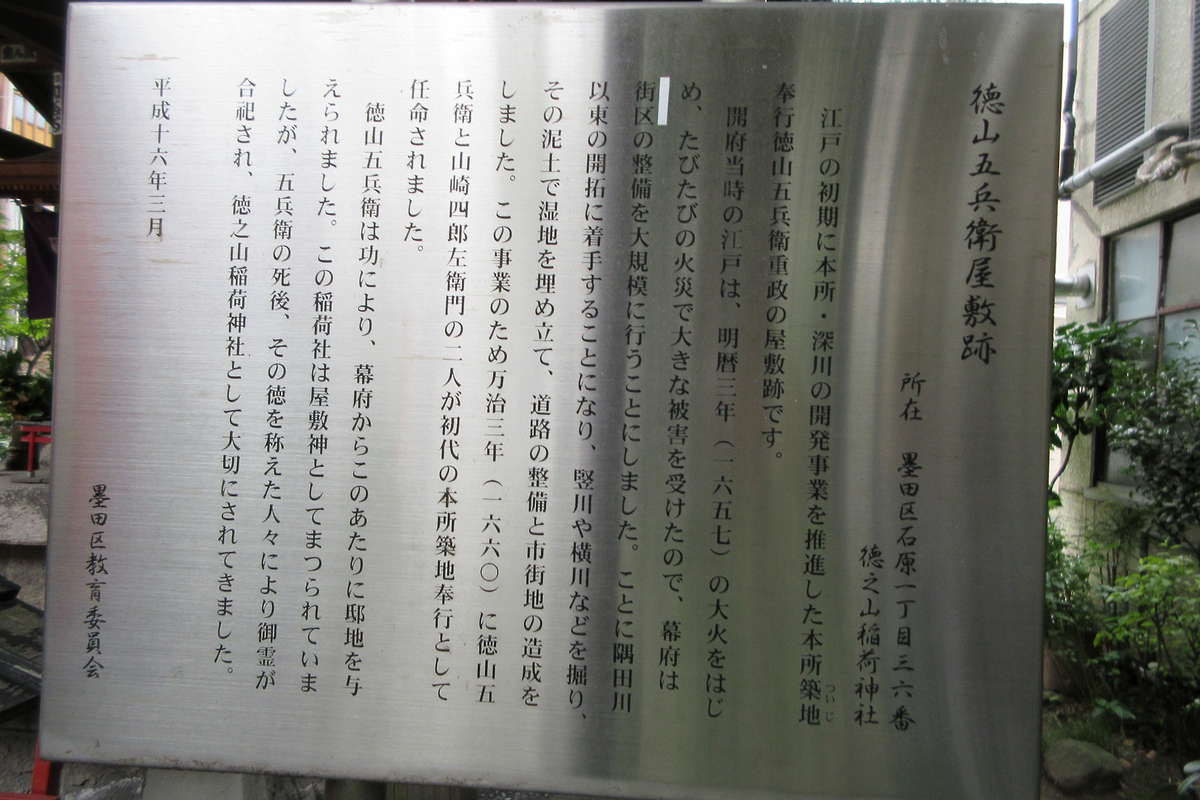 徳山五兵衛屋敷跡
所在 墨田区石原一丁目三六番
徳之山稲荷神社
江戸の初期に本所・深川の開発事業を推進した本所築地
ついじ
奉行徳山五兵衛重政の屋敷跡です。
開府当時の江戸は、明暦三年（一六五七）の大火をはじ
め、たびたびの火災で大きな被害を受けたので、幕府は
街区の整備を大規模に行うことにしました。ことに隅田川
以東の開拓に着手することになり、竪川や横川などを掘り、
その泥土で湿地を埋め立て、道路の整備と市街地の造成を
しました。この事業のため万治三年（一六六〇）に徳山五
兵衛と山崎四郎左衛門の二人が初代の本所築地奉行として
任命されました。
徳山五兵衛は功により、幕府からこのあたりに邸地を与
えられました。この稲荷社は屋敷神としてまつられていま
したが、五兵衛の死後、その徳を称えた人々により御霊が
合祀され、徳之山稲荷神社として大切にされてきました。
平成十六年三月
墨田区教育委員会